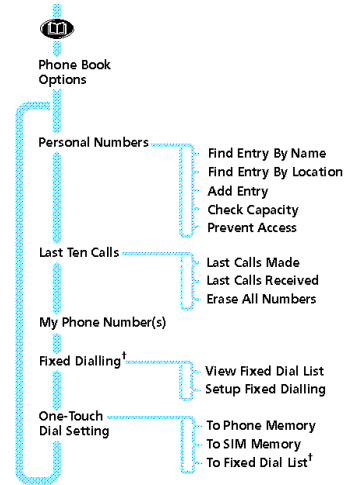 Phone Book
Options
Personal Numbers
Find Entry By Name
Find Entry By Location
Add Entry
Check Capacity
Prevent Access
Last Ten Calls
Last Calls Made
Last Calls Received
Erase All Numbers
My Phone Number(s)
Fixed Dialling†
View Fixed Dial List
Setup Fixed Dialling
One-Touch
Dial Setting
To Phone Memory
To SIM Memory
To Fixed Dial List†